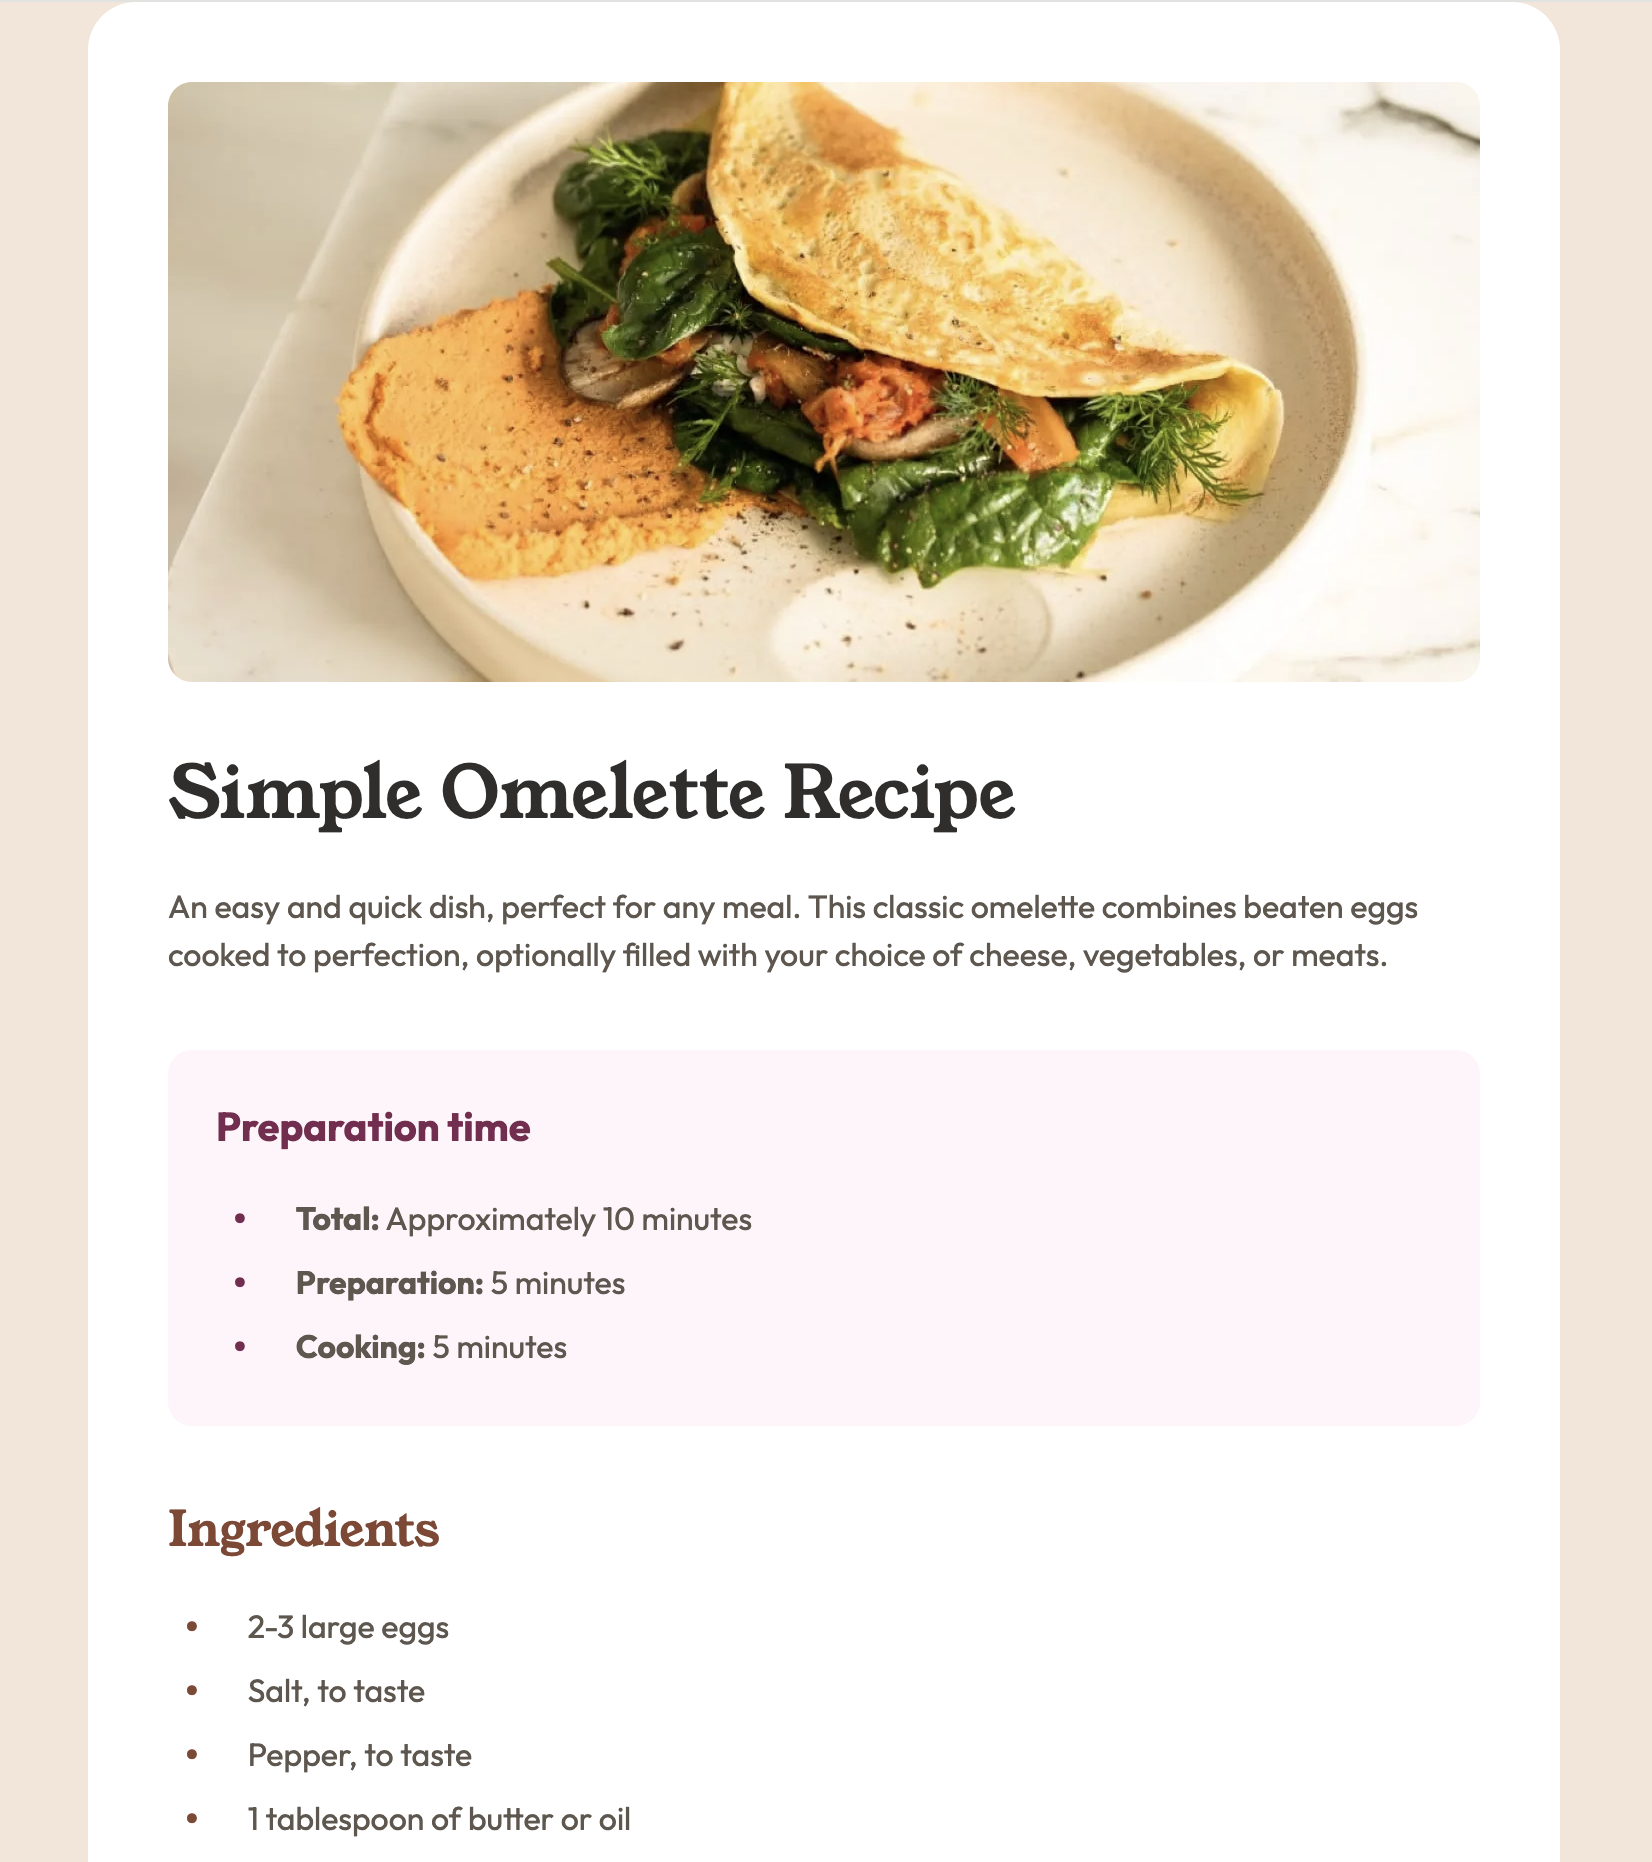 Simple Omelette Recipe
An easy and quick dish, perfect for any meal. This classic omelette combines beaten eggs
cooked to perfection, optionally filled with your choice of cheese, vegetables, or meats.
Preparation time
• Total: Approximately 10 minutes
• Preparation: 5 minutes
• Cooking: 5 minutes
Ingredients
• 2-3 large eggs
• Salt, to taste
• Pepper, to taste
• 1 tablespoon of butter or oil